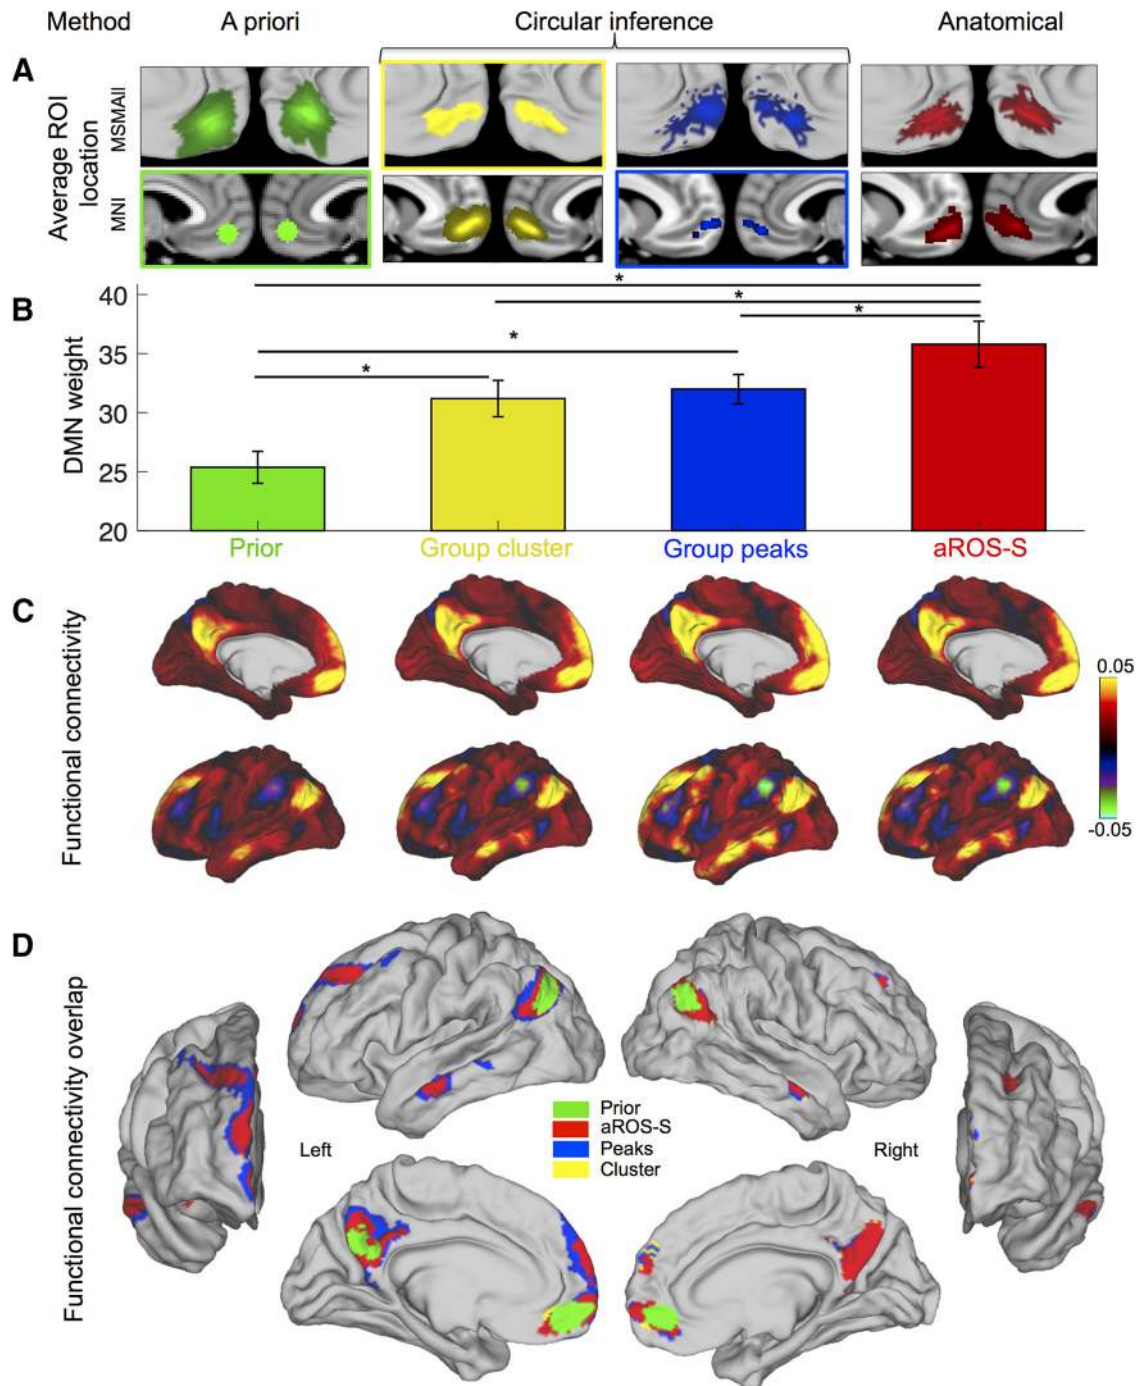 Method
A priori
Circular inference
Anatomical
A
Average ROI
location
MSMAll
MNI
B
DMN weight
40
35
30
25
20
*
*
*
*
*
Prior
Group cluster
Group peaks
aROS-S
C
Functional connectivity
0.05
-0.05
D
Functional connectivity overlap
Prior
aROS-S
Peaks
Cluster
Left
Right